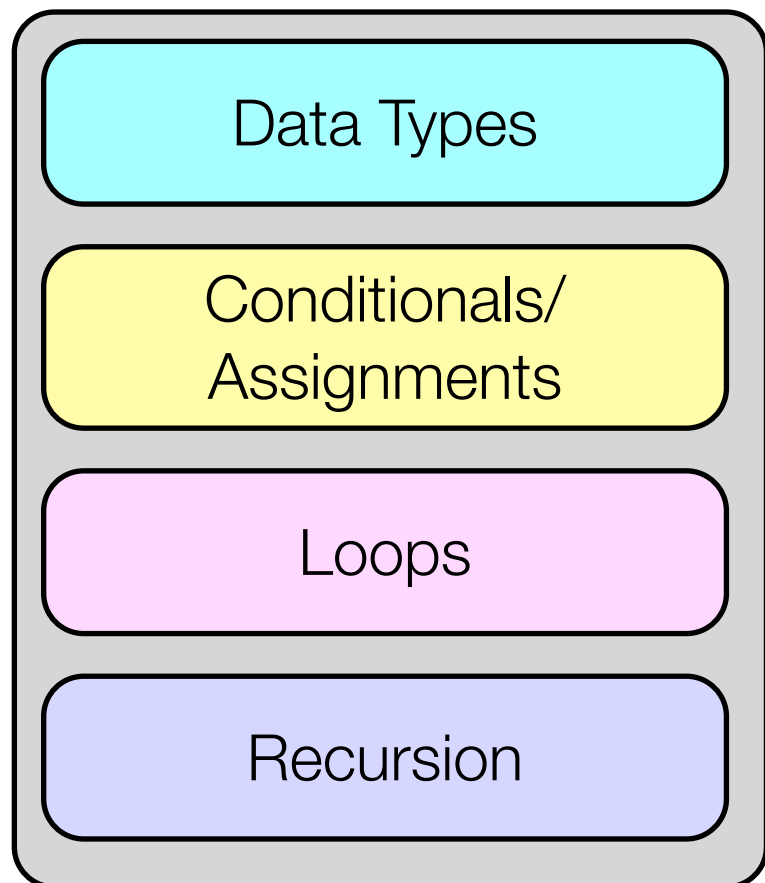 Data Types
Conditionals/
Assignments
Loops
Recursion